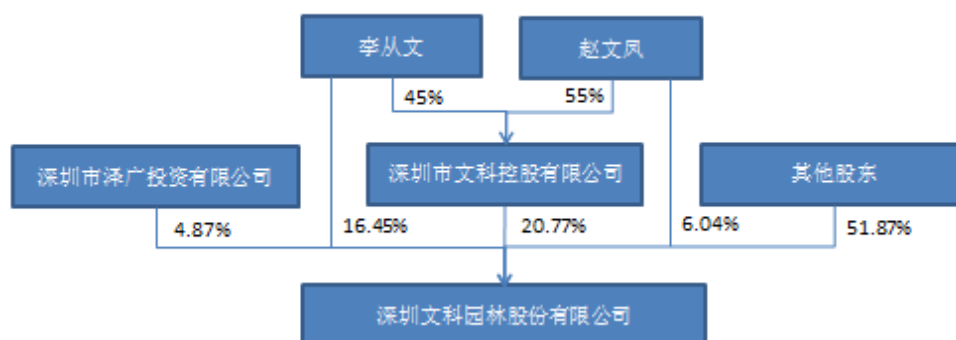 李从文
赵文凤
45%
55%
深圳市泽广投资有限公司
深圳市文科控股有限公司
其他股东
4.87%
16.45%
20.77%
6.04%
51.87%
深圳文科园林股份有限公司